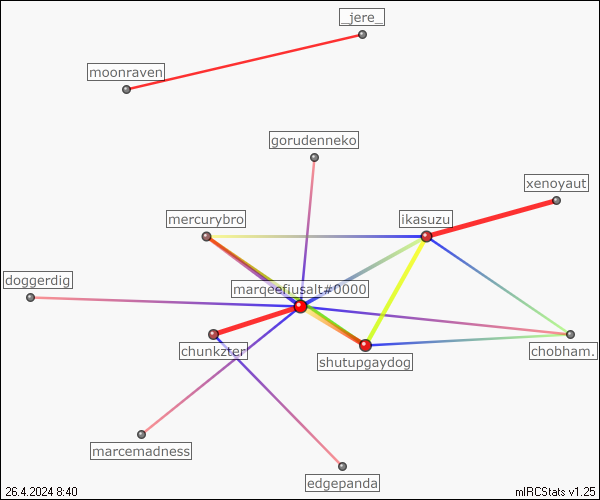 _jere_
moonraven
gorudenneko
xenoyaut
mercurybro
ikasuzu
doggerdig
marqeefiusalt#0000
chunkzter
shutupgaydog
chobham.
marcemadness
edgepanda
26.4.2024 8:40
mIRCStats v1.25